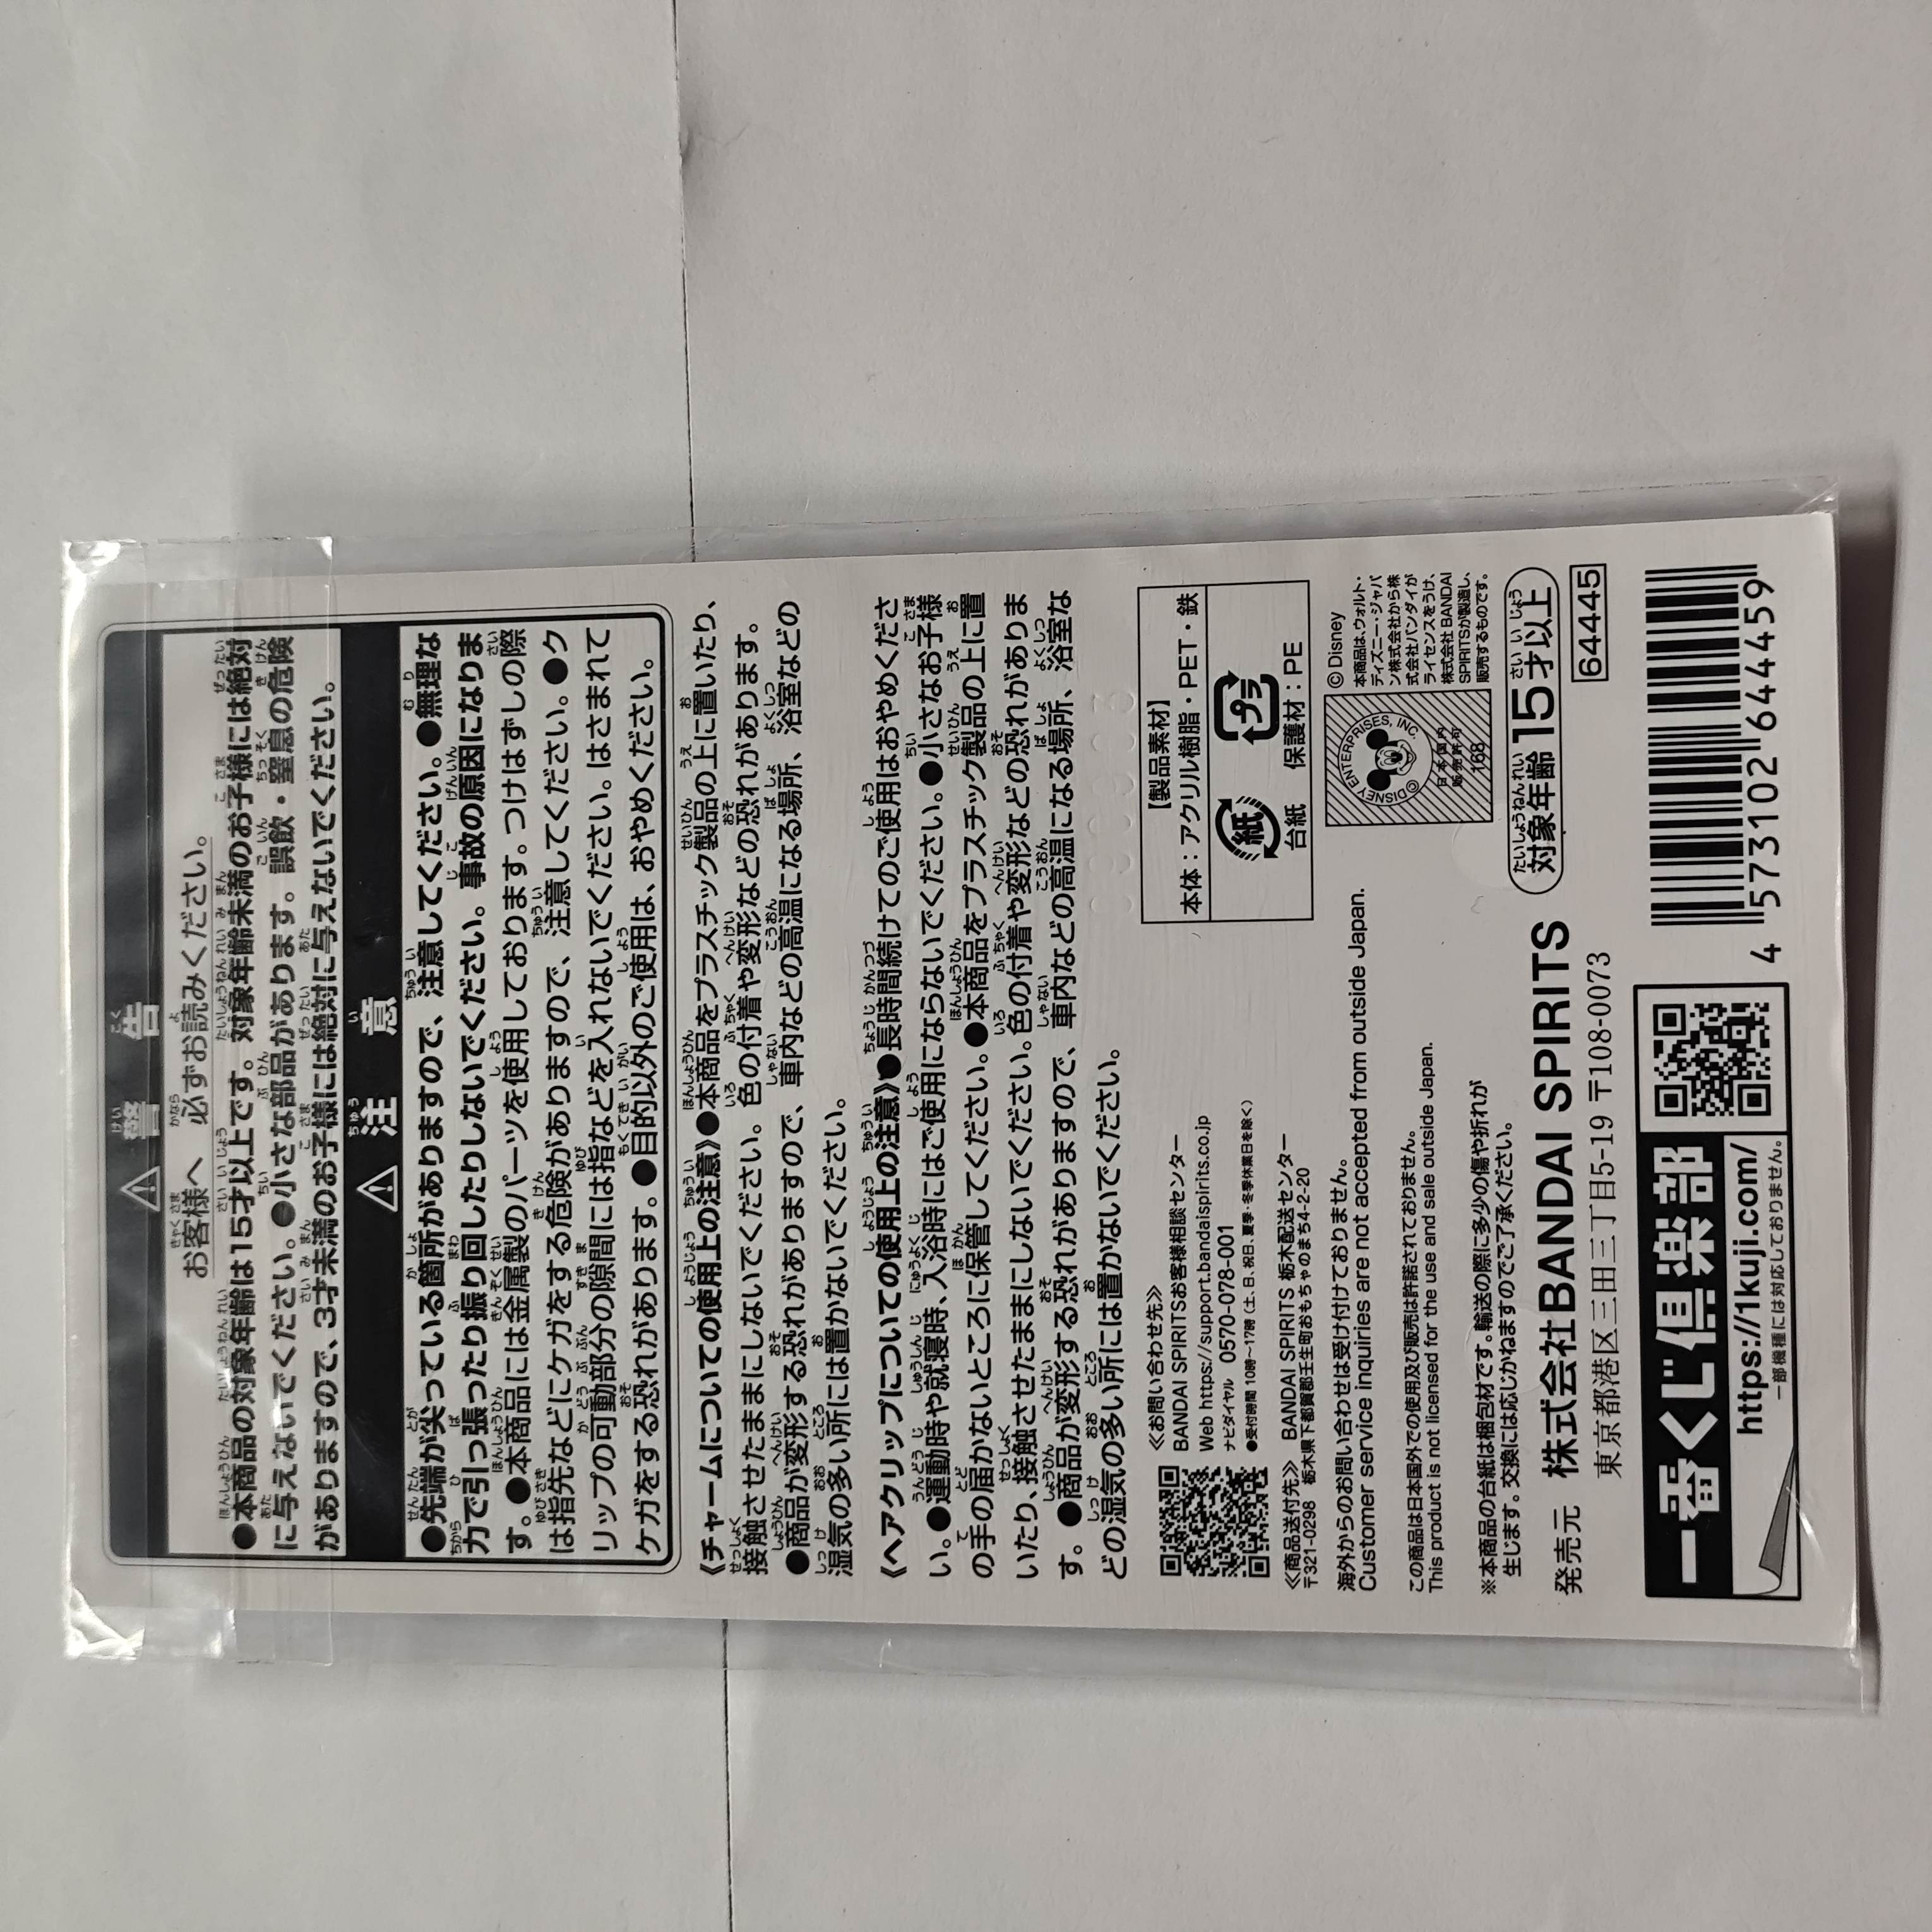 ⚠ 警告
お客様へ 必ずお読みください。
●本商品の対象年齢は15才以上です。対象年齢未満のお子様には絶対
に与えないでください。●小さな部品があります。誤飲・窒息の危険
がありますので、3才未満のお子様には絶対に与えないでください。
⚠ 注意
●先端が尖っている箇所がありますので、注意してください。●無理な
力で引っ張ったり振り回したりしないでください。事故の原因になりま
す。●本商品には金属製のパーツを使用しております。つけはずしの際
は指先などにケガをする危険がありますので、注意してください。●ク
リップの可動部分の隙間には指などを入れないでください。はさまれて
ケガをする恐れがあります。●目的以外のご使用は、おやめください。
《チャームについての使用上の注意》●本商品をプラスチック製品の上に置いたり、
接触させたままにしないでください。色の付着や変形などの恐れがあります。
●商品が変形する恐れがありますので、車内などの高温になる場所、浴室などの
湿気の多い所には置かないでください。
《ヘアクリップについての使用上の注意》●長時間続けてのご使用はおやめくださ
い。●運動時や就寝時、入浴時にはご使用にならないでください。●小さなお子様
の手の届かないところに保管してください。●本商品をプラスチック製品の上に置
いたり、接触させたままにしないでください。色の付着や変形などの恐れがありま
す。●商品が変形する恐れがありますので、車内などの高温になる場所、浴室な
どの湿気の多い所には置かないでください。
≪お問い合わせ先≫
BANDAI SPIRITSお客様相談センター
Web https://support.bandaispirits.co.jp
ナビダイヤル 0570-078-001
●受付時間 10時〜17時(土、日、祝日、夏季・冬季休業日を除く)
≪商品送付先≫ BANDAI SPIRITS 栃木配送センター
〒321-0298 栃木県下都賀郡壬生町おもちゃのまち4-2-20
海外からのお問い合わせは受け付けておりません。
Customer service inquiries are not accepted from outside Japan.
この商品は日本国外での使用及び販売は許諾されておりません。
This product is not licensed for the use and sale outside Japan.
※本商品の台紙は梱包材です。輸送の際に多少の傷や折れが
生じます。交換には応じかねますのでご了承ください。
【製品素材】
本体:アクリル樹脂・PET・鉄
紙 プラ
台紙 保護材:PE
©DISNEY ENTERPRISES, INC.
日本国内
販売許可
168
©Disney
本商品は、ウォルト・
ディズニー・ジャパ
ン株式会社から株
式会社バンダイが
ライセンスをうけ、
株式会社 BANDAI
SPIRITSが製造し、
販売するものです。
対象年齢15才以上
64445
発売元 株式会社BANDAI SPIRITS
東京都港区三田三丁目5-19 〒108-0073
一番くじ倶楽部
https://1kuji.com/
一部機種には対応しておりません。
4 573102 644459